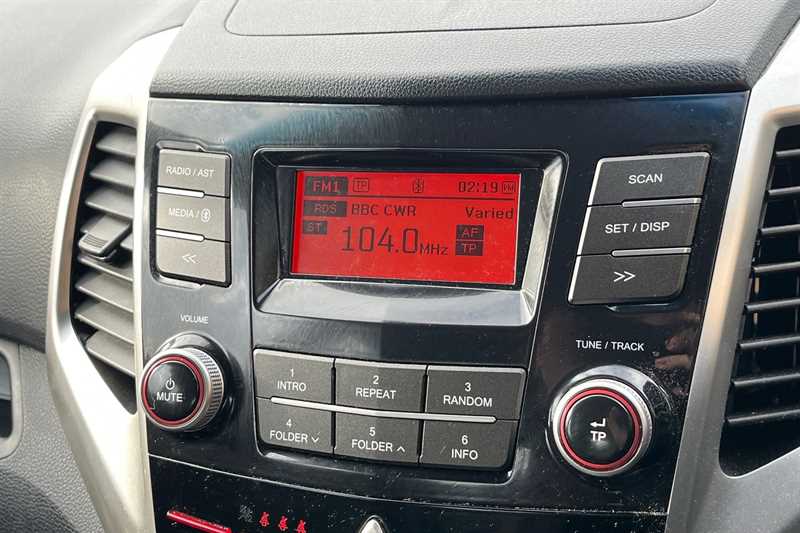 RADIO / AST
MEDIA /
<<
FM1 TP 02:19 PM
RDS BBC CWR Varied
ST 104.0MHz AF
TP
SCAN
SET / DISP
>>
VOLUME
MUTE
1
INTRO
2
REPEAT
3
RANDOM
4
FOLDER
5
FOLDER
6
INFO
TUNE / TRACK
TP